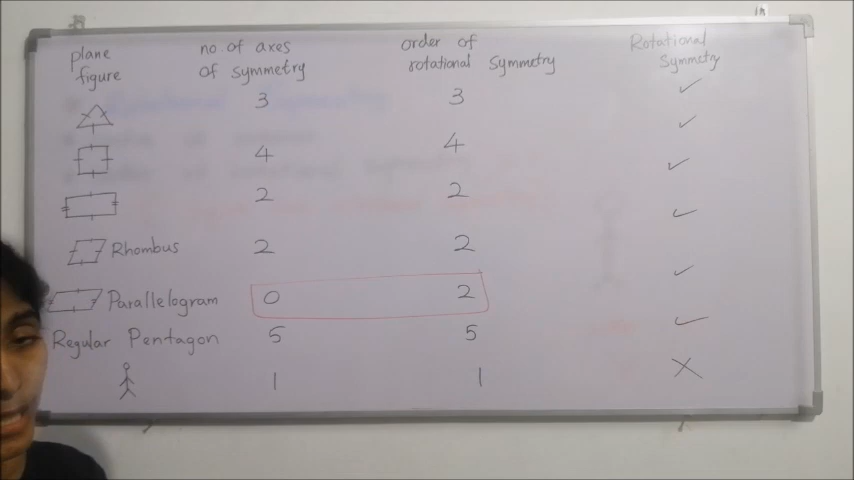 plane figure
no of axes of symmetry
order of rotational symmetry
Rotational Symmetry
3 3 ✓
4 4 ✓
2 2 ✓
Rhombus 2 2 ✓
Parallelogram 0 2 ✓
Regular Pentagon 5 5 ✓
1 1 ✗